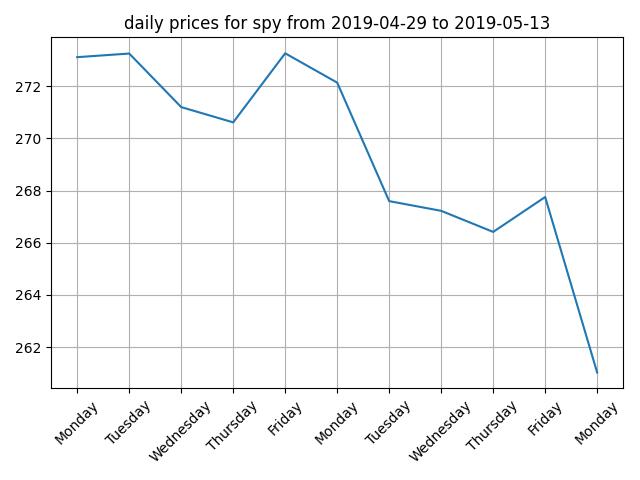 daily prices for spy from 2019-04-29 to 2019-05-13
272
270
268
266
264
262
Monday
Tuesday
Wednesday
Thursday
Friday
Monday
Tuesday
Wednesday
Thursday
Friday
Monday